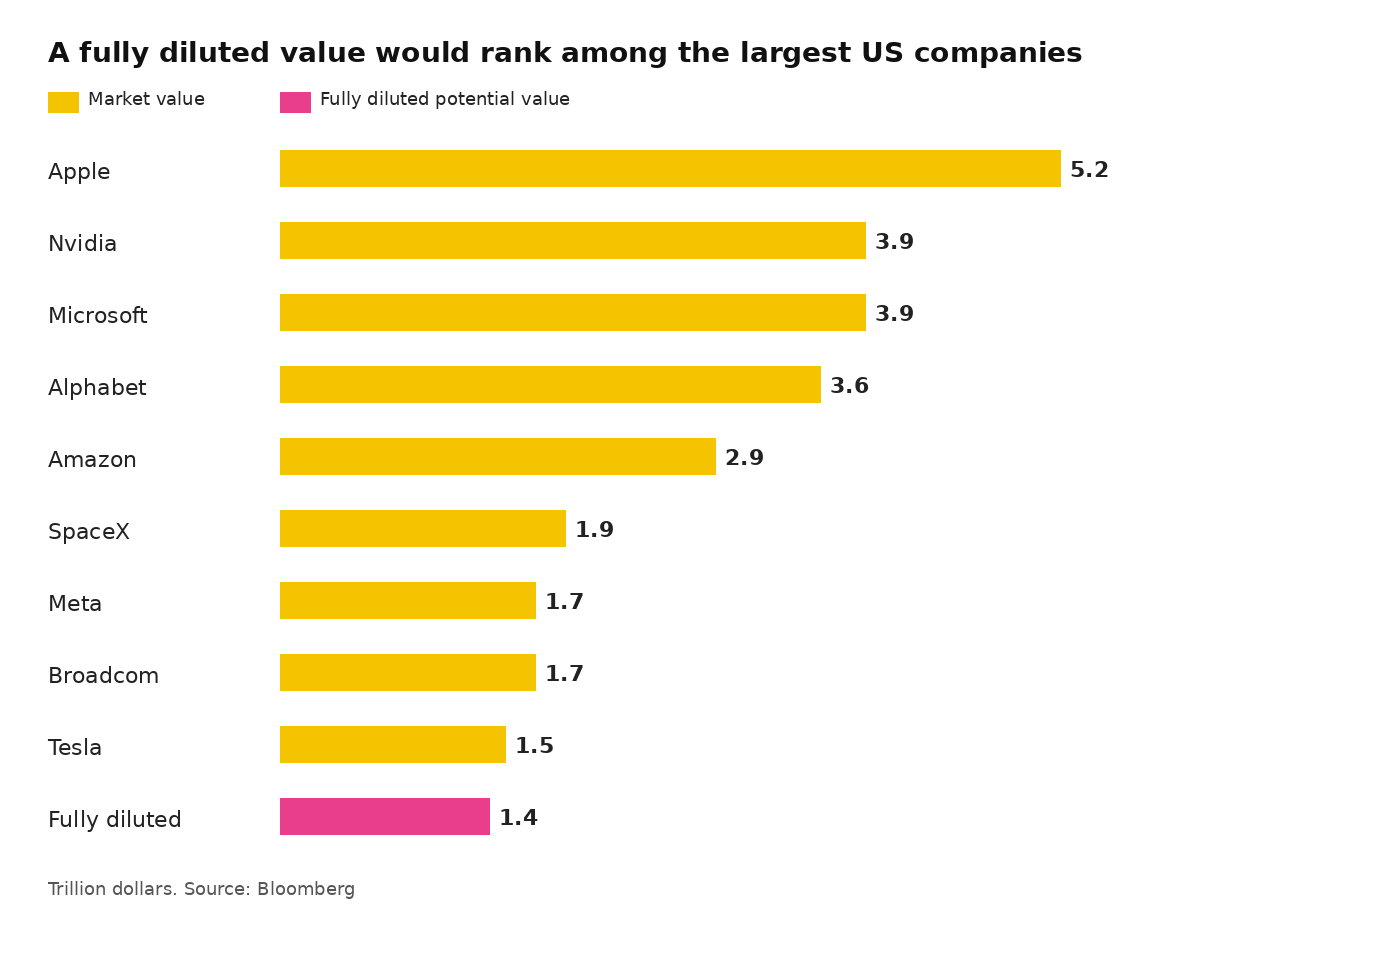 A fully diluted value would rank among the largest US companies
Market value
Fully diluted potential value
Apple 5.2
Nvidia 3.9
Microsoft 3.9
Alphabet 3.6
Amazon 2.9
SpaceX 1.9
Meta 1.7
Broadcom 1.7
Tesla 1.5
Fully diluted 1.4
Trillion dollars. Source: Bloomberg